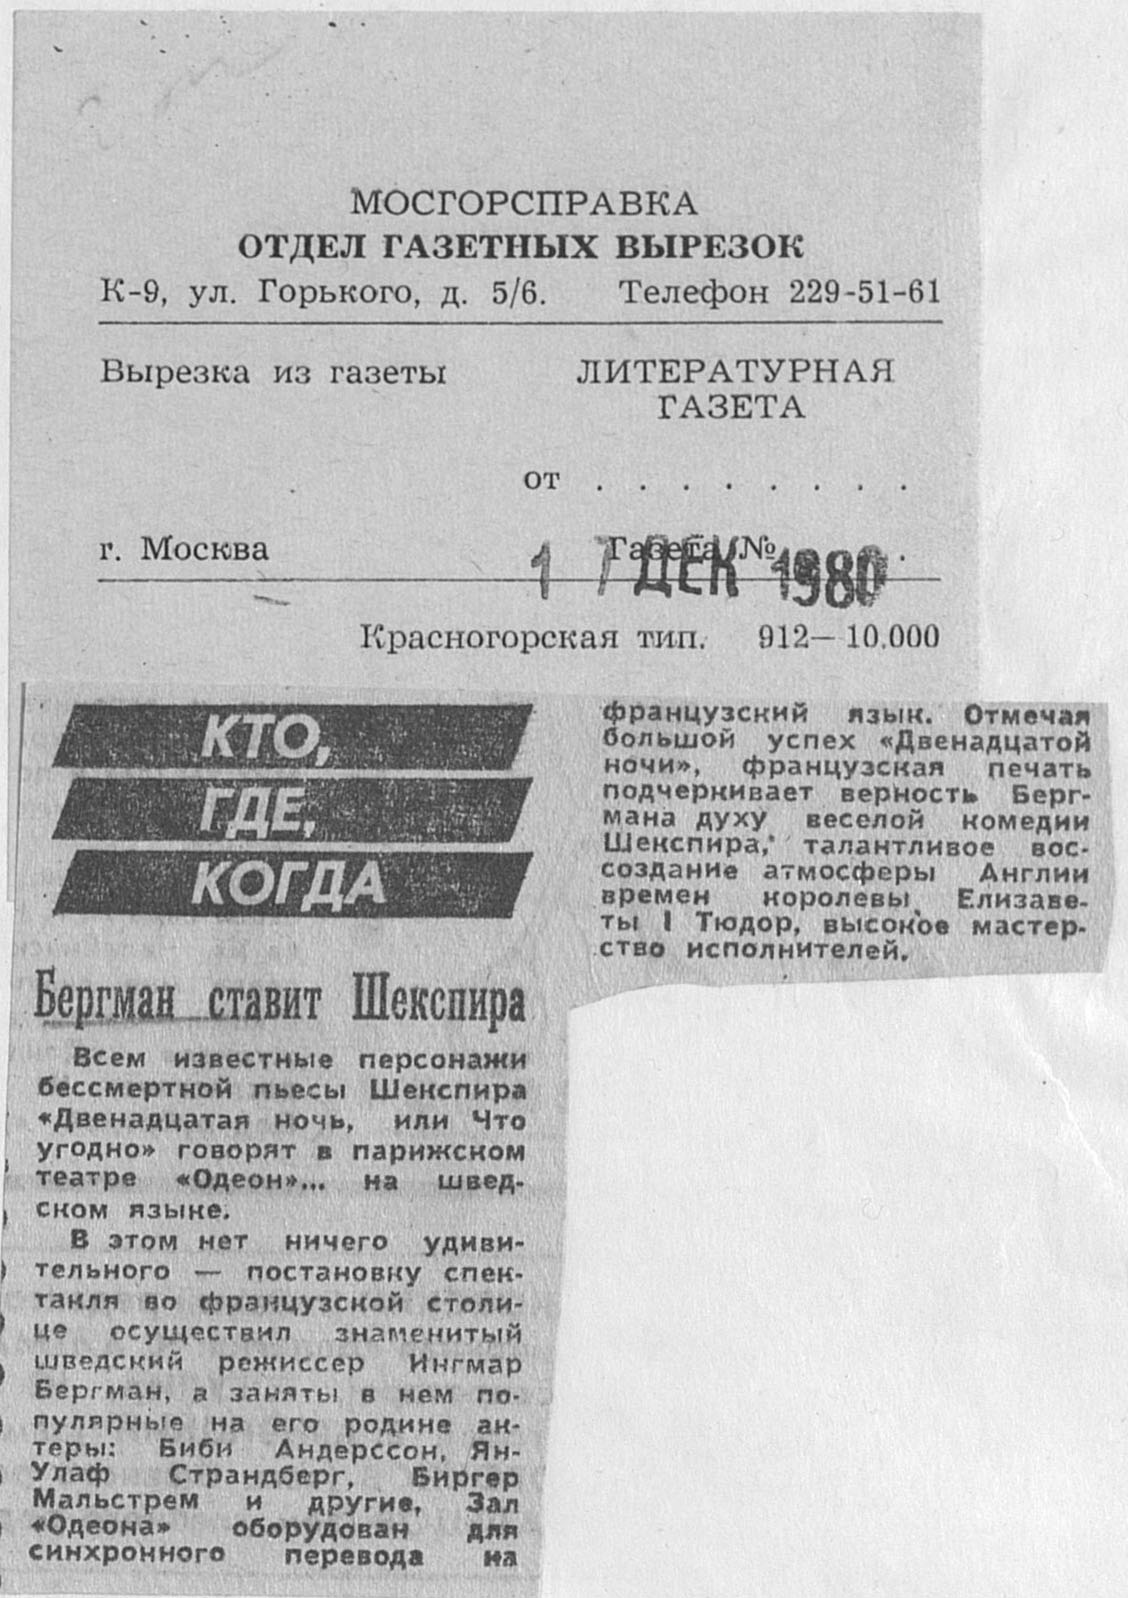 МОСГОРСПРАВКА
ОТДЕЛ ГАЗЕТНЫХ ВЫРЕЗОК
К-9, ул. Горького, д. 5/6. Телефон 229-51-61
Вырезка из газеты ЛИТЕРАТУРНАЯ
ГАЗЕТА
от . . . . . . . .
г. Москва Газета № .
17 ДЕК 1980
Красногорская тип. 912—10.000
КТО,
ГДЕ,
КОГДА
Бергман ставит Шекспира
Всем известные персонажи
бессмертной пьесы Шекспира
«Двенадцатая ночь, или Что
угодно» говорят в парижском
театре «Одеон»... на швед-
ском языке.
В этом нет ничего удиви-
тельного — постановку спек-
такля во французской столи-
це осуществил знаменитый
шведский режиссер Ингмар
Бергман, а заняты в нем по-
пулярные на его родине ак-
теры: Биби Андерссон, Ян-
Улаф Страндберг, Биргер
Мальстрем и другие, Зал
«Одеона» оборудован для
синхронного перевода на
французский язык. Отмечая
большой успех «Двенадцатой
ночи», французская печать
подчеркивает верность Берг-
мана духу веселой комедии
Шекспира, талантливое вос-
создание атмосферы Англии
времен королевы Елизаве-
ты I Тюдор, высокое мастер-
ство исполнителей.